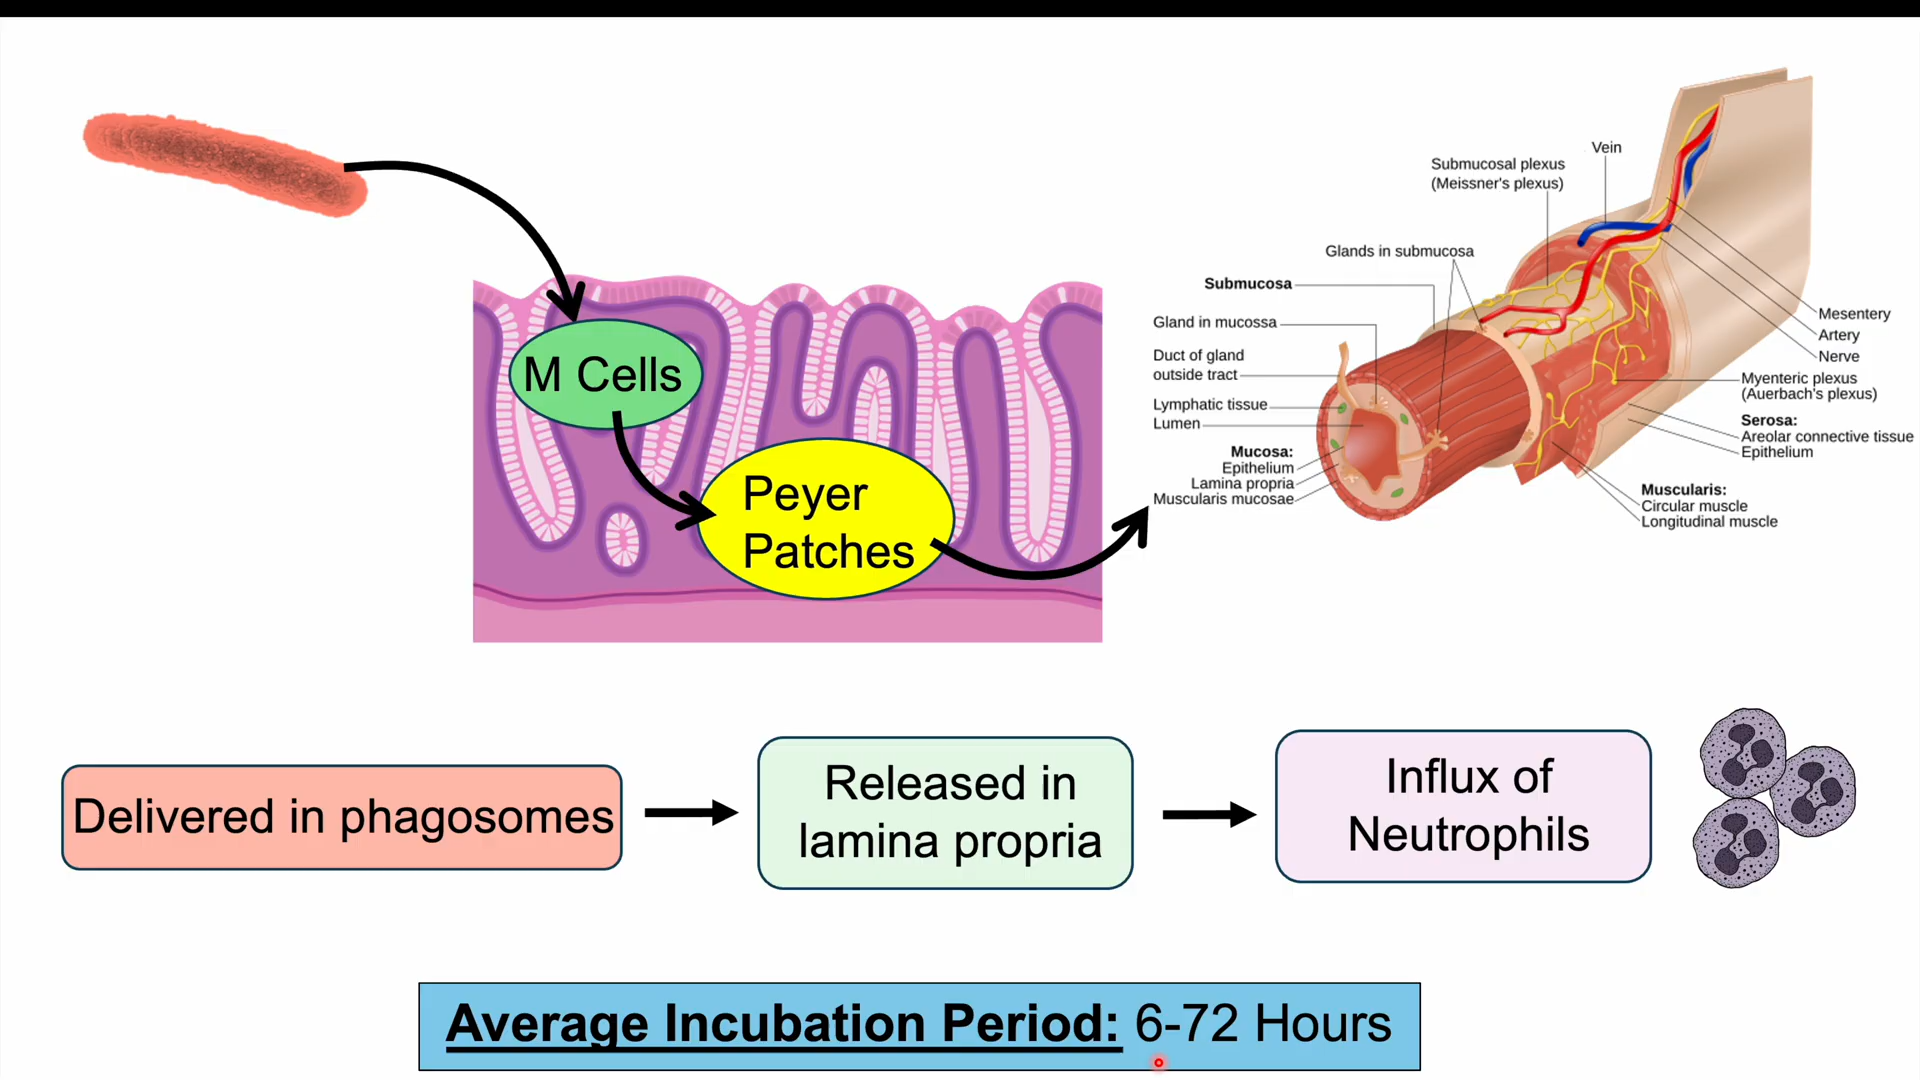 M Cells
Peyer
Patches
Vein
Submucosal plexus
(Meissner's plexus)
Glands in submucosa
Submucosa
Gland in mucossa
Duct of gland
outside tract
Lymphatic tissue
Lumen
Mucosa:
Epithelium
Lamina propria
Muscularis mucosae
Mesentery
Artery
Nerve
Myenteric plexus
(Auerbach's plexus)
Serosa:
Areolar connective tissue
Epithelium
Muscularis:
Circular muscle
Longitudinal muscle
Delivered in phagosomes
Released in
lamina propria
Influx of
Neutrophils
Average Incubation Period: 6-72 Hours